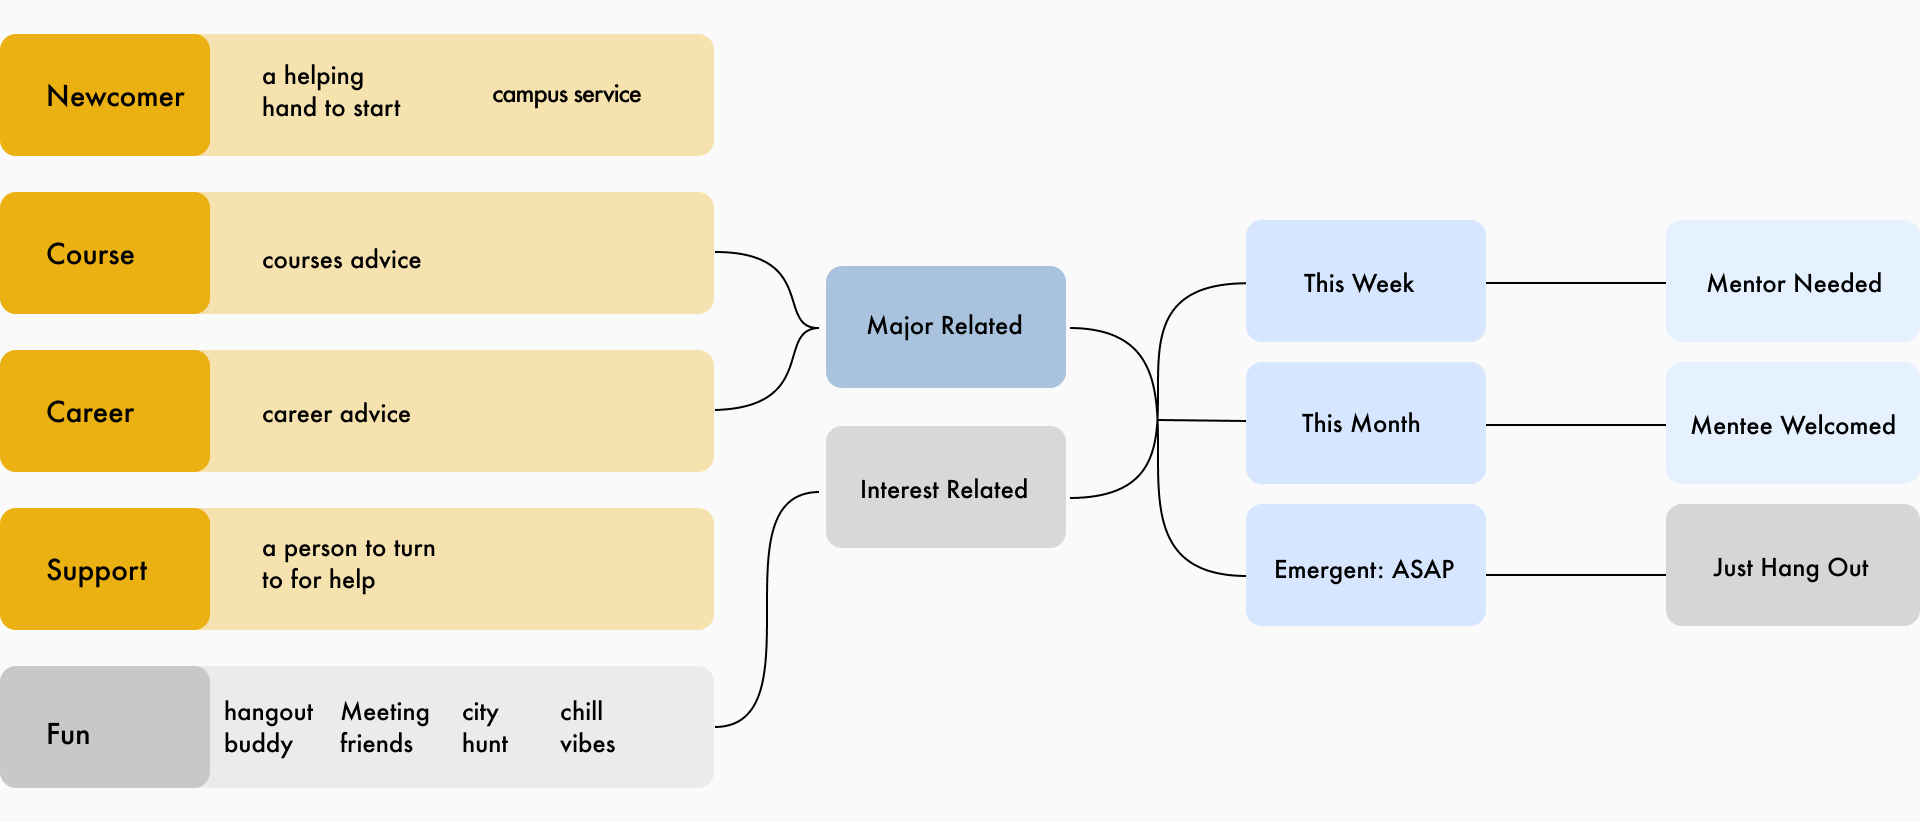 Newcomer
a helping
hand to start
campus service
Course
courses advice
Career
career advice
Support
a person to turn
to for help
Fun
hangout
buddy
Meeting
friends
city
hunt
chill
vibes
Major Related
Interest Related
This Week
This Month
Emergent: ASAP
Mentor Needed
Mentee Welcomed
Just Hang Out